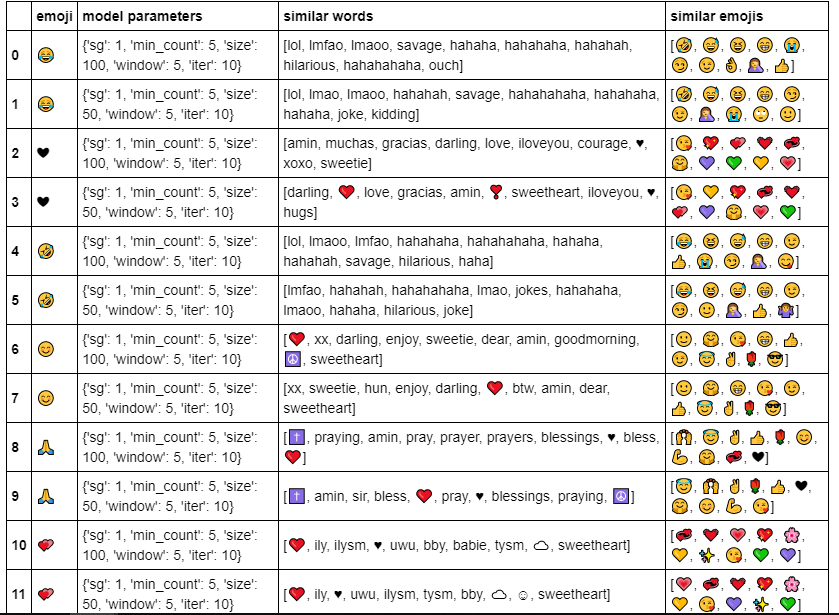 emoji model parameters similar words similar emojis
0 😂 {'sg': 1, 'min_count': 5, 'size': [lol, lmfao, lmaoo, savage, hahaha, hahahaha, hahahah, [🤣, 😅, 😆, 😁, 😭,
100, 'window': 5, 'iter': 10} hilarious, hahahahaha, ouch] 😏, 😉, 👌, 🤦‍♀️, 👍]
1 😂 {'sg': 1, 'min_count': 5, 'size': [lol, lmao, lmaoo, hahahah, savage, hahahahaha, hahahaha, [🤣, 😅, 😆, 😁, 😏,
50, 'window': 5, 'iter': 10} hahaha, joke, kidding] 😉, 🤦‍♀️, 😭, 🙄, 🙂]
2 🖤 {'sg': 1, 'min_count': 5, 'size': [amin, muchas, gracias, darling, love, iloveyou, courage, ♥, [😘, 💖, 💕, ❤️, 💞,
100, 'window': 5, 'iter': 10} xoxo, sweetie] 🤗, 💜, 💚, 💛, 💗]
3 🖤 {'sg': 1, 'min_count': 5, 'size': [darling, ❤️, love, gracias, amin, ❣️, sweetheart, iloveyou, ♥, [😘, 💛, 💖, 💞, ❤️,
50, 'window': 5, 'iter': 10} hugs] 💕, 💜, 🤗, 💗, 💚]
4 🤣 {'sg': 1, 'min_count': 5, 'size': [lol, lmaoo, lmfao, hahahaha, hahahahaha, hahaha, [😂, 😆, 😅, 😁, 😉,
100, 'window': 5, 'iter': 10} hahahah, savage, hilarious, haha] 👍, 😭, 😏, 🤦‍♀️, 😋]
5 🤣 {'sg': 1, 'min_count': 5, 'size': [lmfao, hahahah, hahahahaha, lmao, jokes, hahahaha, [😂, 😆, 😅, 😁, 😉,
50, 'window': 5, 'iter': 10} lmaoo, hahaha, hilarious, joke] 😏, 🙂, 🤦‍♀️, 👍, 🤷‍♀️]
6 😊 {'sg': 1, 'min_count': 5, 'size': [❤️, xx, darling, enjoy, sweetie, dear, amin, goodmorning, [🙂, 🤗, 😘, 😁, 👍,
100, 'window': 5, 'iter': 10} ☮️, sweetheart] 😉, 😇, ✌️, 🌹, 😎]
7 😊 {'sg': 1, 'min_count': 5, 'size': [xx, sweetie, hun, enjoy, darling, ❤️, btw, amin, dear, [🙂, 🤗, 😁, 😘, 😉,
50, 'window': 5, 'iter': 10} sweetheart] 👍, 😇, ✌️, 🌹, 😎]
8 🙏 {'sg': 1, 'min_count': 5, 'size': [✝️, praying, amin, pray, prayer, prayers, blessings, ♥, bless, [🙌, 😇, ✌️, 👍, 🌹, 😊,
100, 'window': 5, 'iter': 10} ❤️] 💪, 🤗, 💞, 🖤]
9 🙏 {'sg': 1, 'min_count': 5, 'size': [✝️, amin, sir, bless, ❤️, pray, ♥, blessings, praying, ☮️] [😇, 🙌, ✌️, 🌹, 👍, 🖤,
50, 'window': 5, 'iter': 10} 🤗, 😊, 💪, 😘]
10 💕 {'sg': 1, 'min_count': 5, 'size': [❤️, ily, ilysm, ♥, uwu, bby, babie, tysm, ☁, sweetheart] [💞, ❤️, 💗, 💖, 🌸,
100, 'window': 5, 'iter': 10} 💛, ✨, 😘, 💚, 💜]
11 💕 {'sg': 1, 'min_count': 5, 'size': [❤️, ily, ♥, uwu, ilysm, tysm, bby, ☁, ☺, sweetheart] [💗, 💞, ❤️, 💖, 🌸,
50, 'window': 5, 'iter': 10} 💛, 😘, 💜, ✨, 💚]